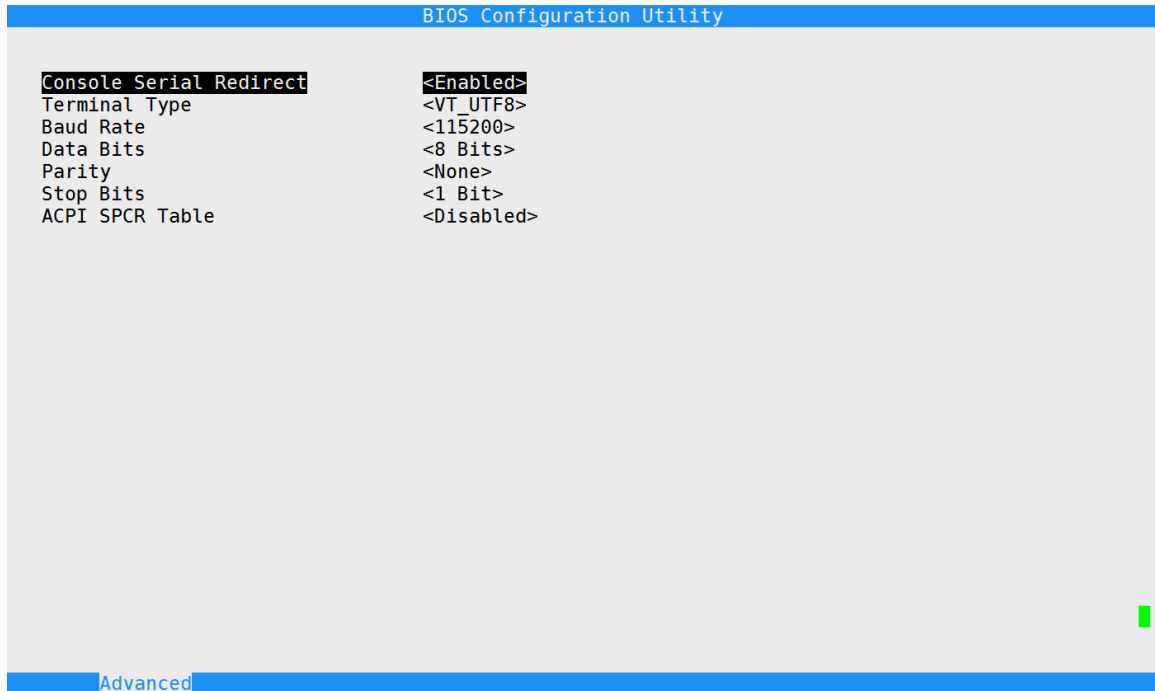 BIOS Configuration Utility
Console Serial Redirect <Enabled>
Terminal Type <VT_UTF8>
Baud Rate <115200>
Data Bits <8 Bits>
Parity <None>
Stop Bits <1 Bit>
ACPI SPCR Table <Disabled>
Advanced